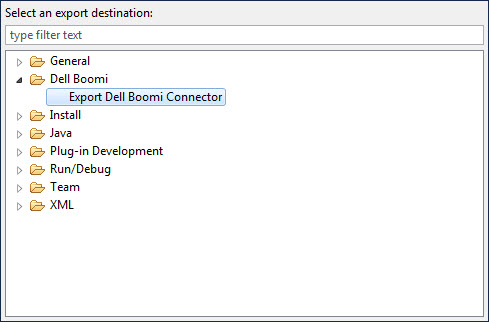 Select an export destination:
type filter text
General
Dell Boomi
Export Dell Boomi Connector
Install
Java
Plug-in Development
Run/Debug
Team
XML